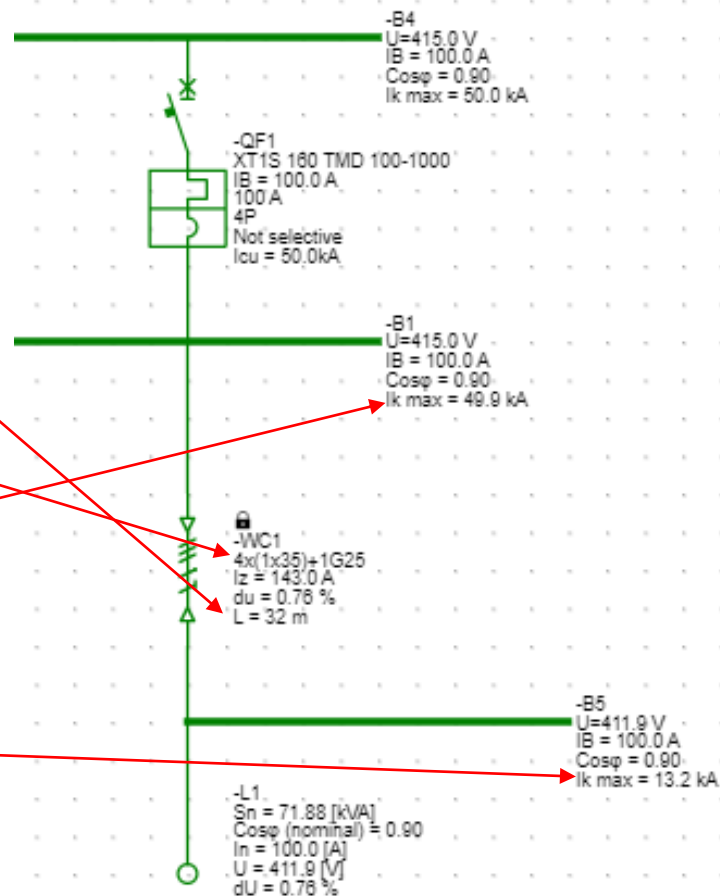 -B4
U=415.0 V
IB = 100.0 A
Cosφ = 0.90
Ik max = 50.0 kA
-QF1
XT1S 160 TMD 100-1000
IB = 100.0 A
100 A
4P
Not selective
Icu = 50.0kA
-B1
U=415.0 V
IB = 100.0 A
Cosφ = 0.90
Ik max = 49.9 kA
-WC1
4x(1x35)+1G25
Iz = 143.0 A
du = 0.76 %
L = 32 m
-B5
U=411.9 V
IB = 100.0 A
Cosφ = 0.90
Ik max = 13.2 kA
-L1
Sn = 71.88 [kVA]
Cosφ (nominal) = 0.90
In = 100.0 [A]
U = 411.9 [V]
dU = 0.76 %